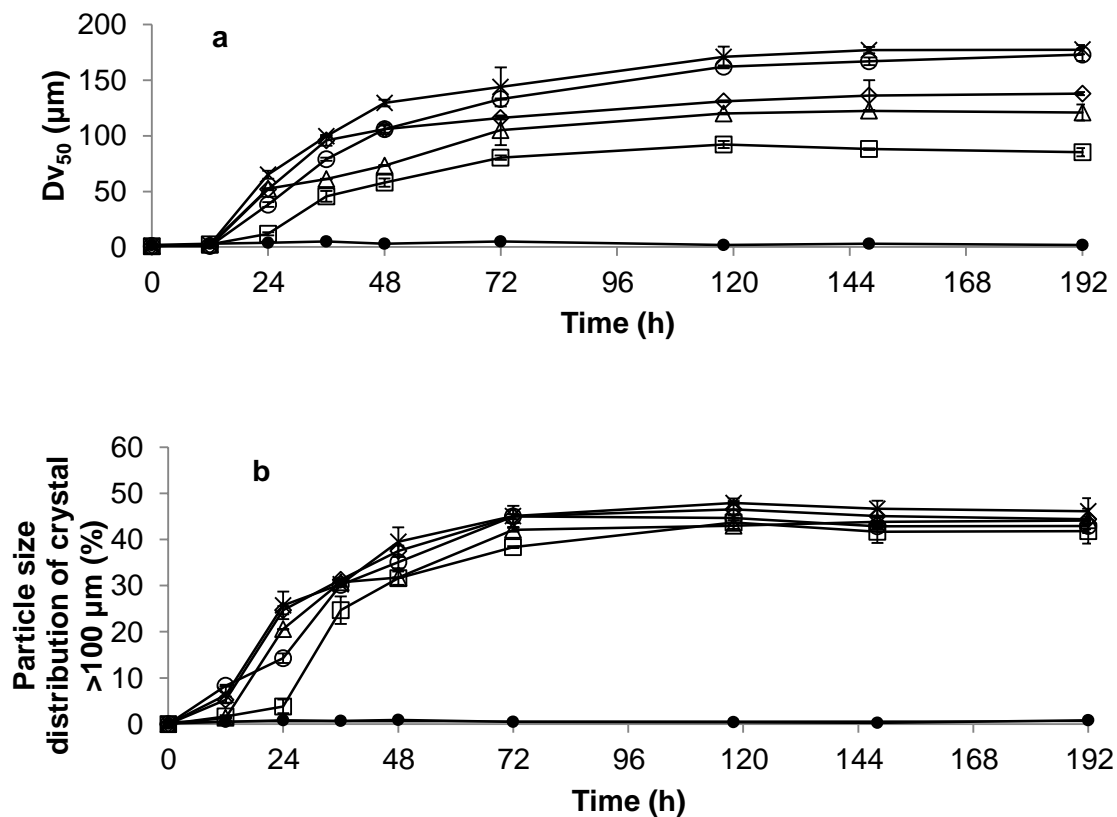 a
Dv50 (µm)
200
150
100
50
0
0 24 48 72 96 120 144 168 192
Time (h)
b
Particle size
distribution of crystal
>100 µm (%)
60
50
40
30
20
10
0
0 24 48 72 96 120 144 168 192
Time (h)